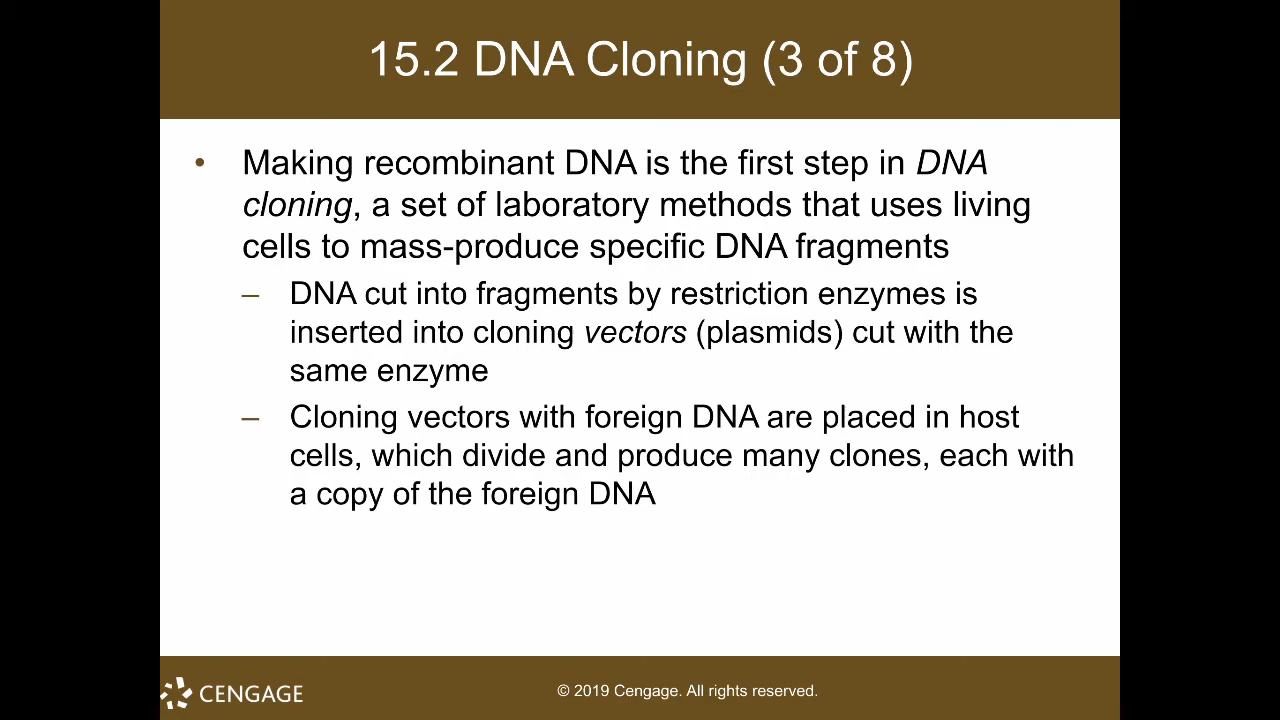 15.2 DNA Cloning (3 of 8)
• Making recombinant DNA is the first step in DNA
cloning, a set of laboratory methods that uses living
cells to mass-produce specific DNA fragments
– DNA cut into fragments by restriction enzymes is
inserted into cloning vectors (plasmids) cut with the
same enzyme
– Cloning vectors with foreign DNA are placed in host
cells, which divide and produce many clones, each with
a copy of the foreign DNA
CENGAGE
© 2019 Cengage. All rights reserved.